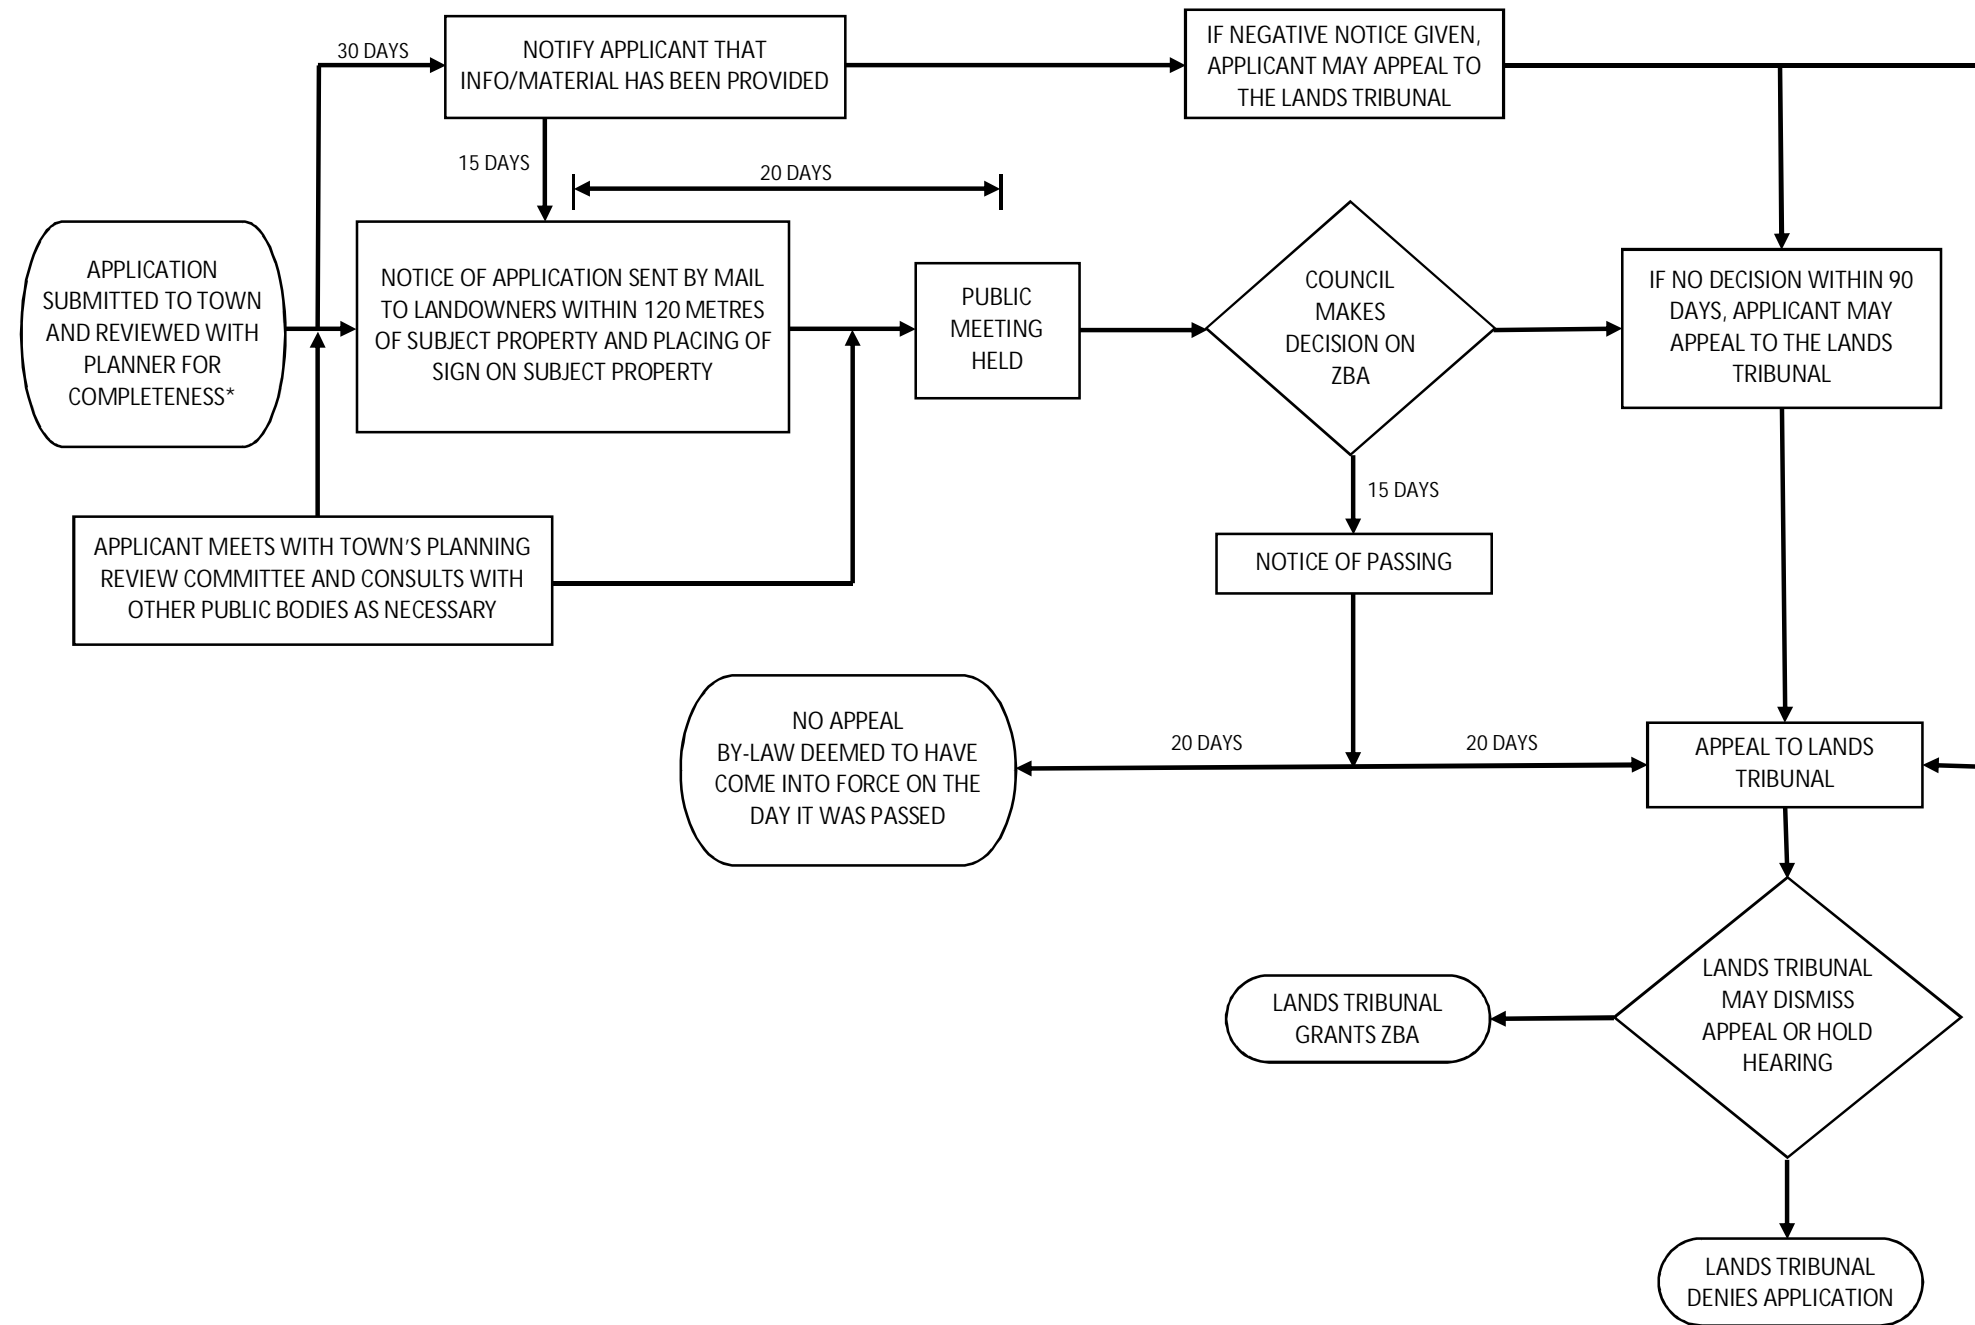 30 DAYS
NOTIFY APPLICANT THAT
INFO/MATERIAL HAS BEEN PROVIDED
IF NEGATIVE NOTICE GIVEN,
APPLICANT MAY APPEAL TO
THE LANDS TRIBUNAL
15 DAYS
20 DAYS
APPLICATION
SUBMITTED TO TOWN
AND REVIEWED WITH
PLANNER FOR
COMPLETENESS*
NOTICE OF APPLICATION SENT BY MAIL
TO LANDOWNERS WITHIN 120 METRES
OF SUBJECT PROPERTY AND PLACING OF
SIGN ON SUBJECT PROPERTY
PUBLIC
MEETING
HELD
COUNCIL
MAKES
DECISION ON
ZBA
IF NO DECISION WITHIN 90
DAYS, APPLICANT MAY
APPEAL TO THE LANDS
TRIBUNAL
APPLICANT MEETS WITH TOWN'S PLANNING
REVIEW COMMITTEE AND CONSULTS WITH
OTHER PUBLIC BODIES AS NECESSARY
15 DAYS
NOTICE OF PASSING
NO APPEAL
BY-LAW DEEMED TO HAVE
COME INTO FORCE ON THE
DAY IT WAS PASSED
20 DAYS
20 DAYS
APPEAL TO LANDS
TRIBUNAL
LANDS TRIBUNAL
MAY DISMISS
APPEAL OR HOLD
HEARING
LANDS TRIBUNAL
GRANTS ZBA
LANDS TRIBUNAL
DENIES APPLICATION